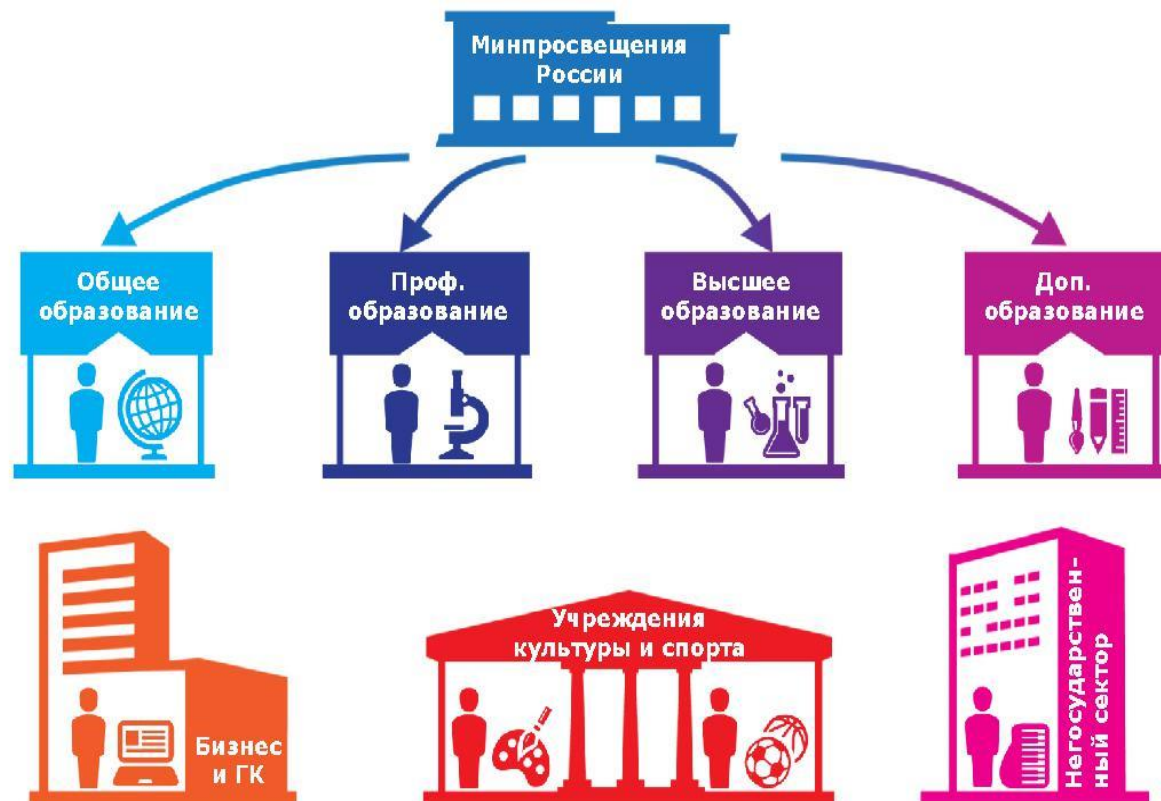 Минпросвещения
России
Общее
образование
Проф.
образование
Высшее
образование
Доп.
образование
Бизнес
и ГК
Учреждения
культуры и спорта
Негосударствен-
ный сектор